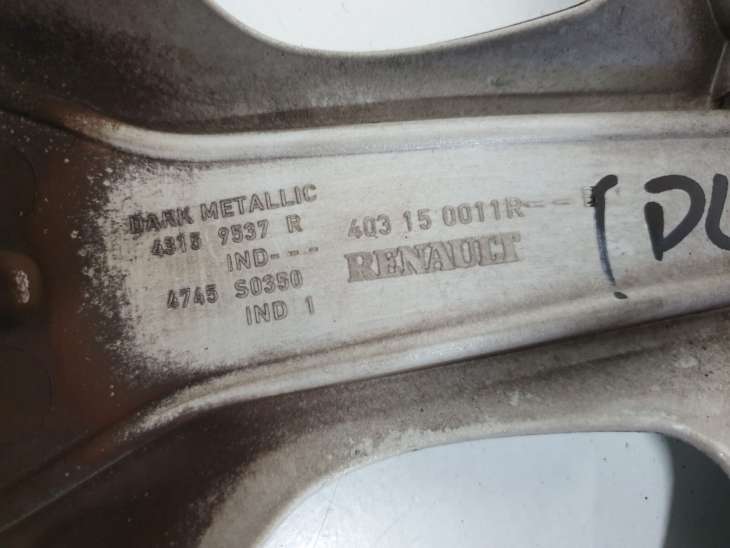 DARK METALLIC
4315 9537 R
IND---
4745 S0350
IND 1
403 15 0011R---
RENAULT